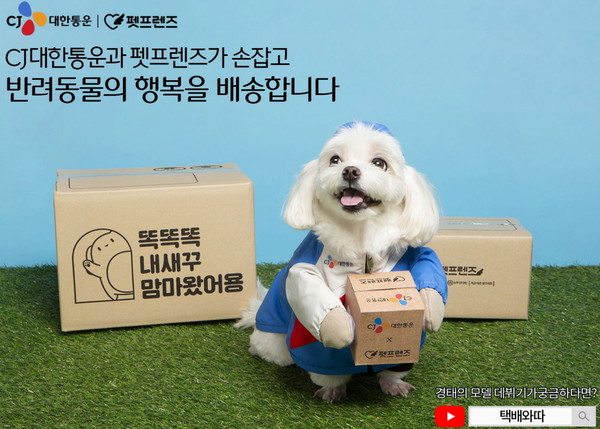 CJ 대한통운 | 펫프렌즈
CJ대한통운과 펫프렌즈가 손잡고
반려동물의 행복을 배송합니다
똑똑똑
내새꾸
맘마왔어용
펫프렌즈
CJ 대한통운
CJ 대한통운
×
펫프렌즈
경태의 모델 데뷔기가궁금하다면?
택배와따